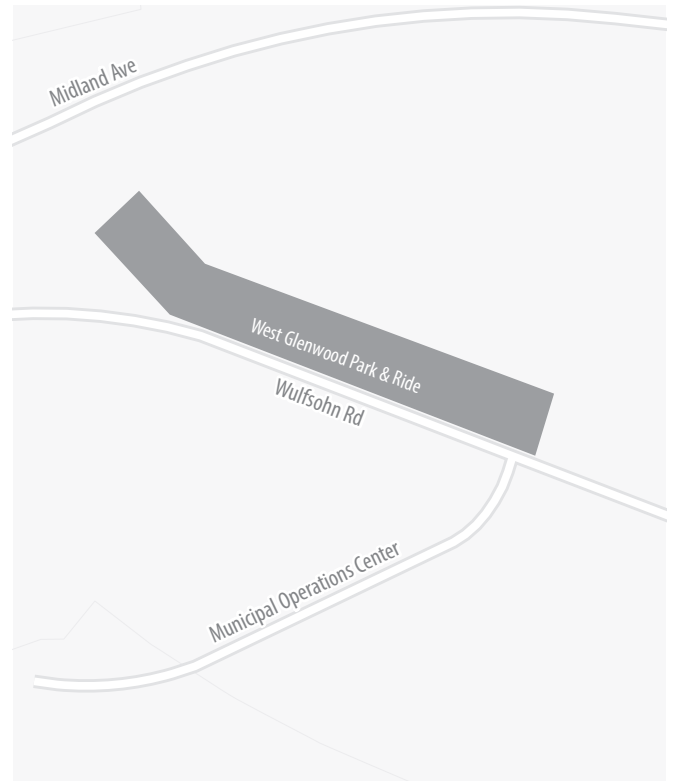 Midland Ave
West Glenwood Park & Ride
Wulfsohn Rd
Municipal Operations Center